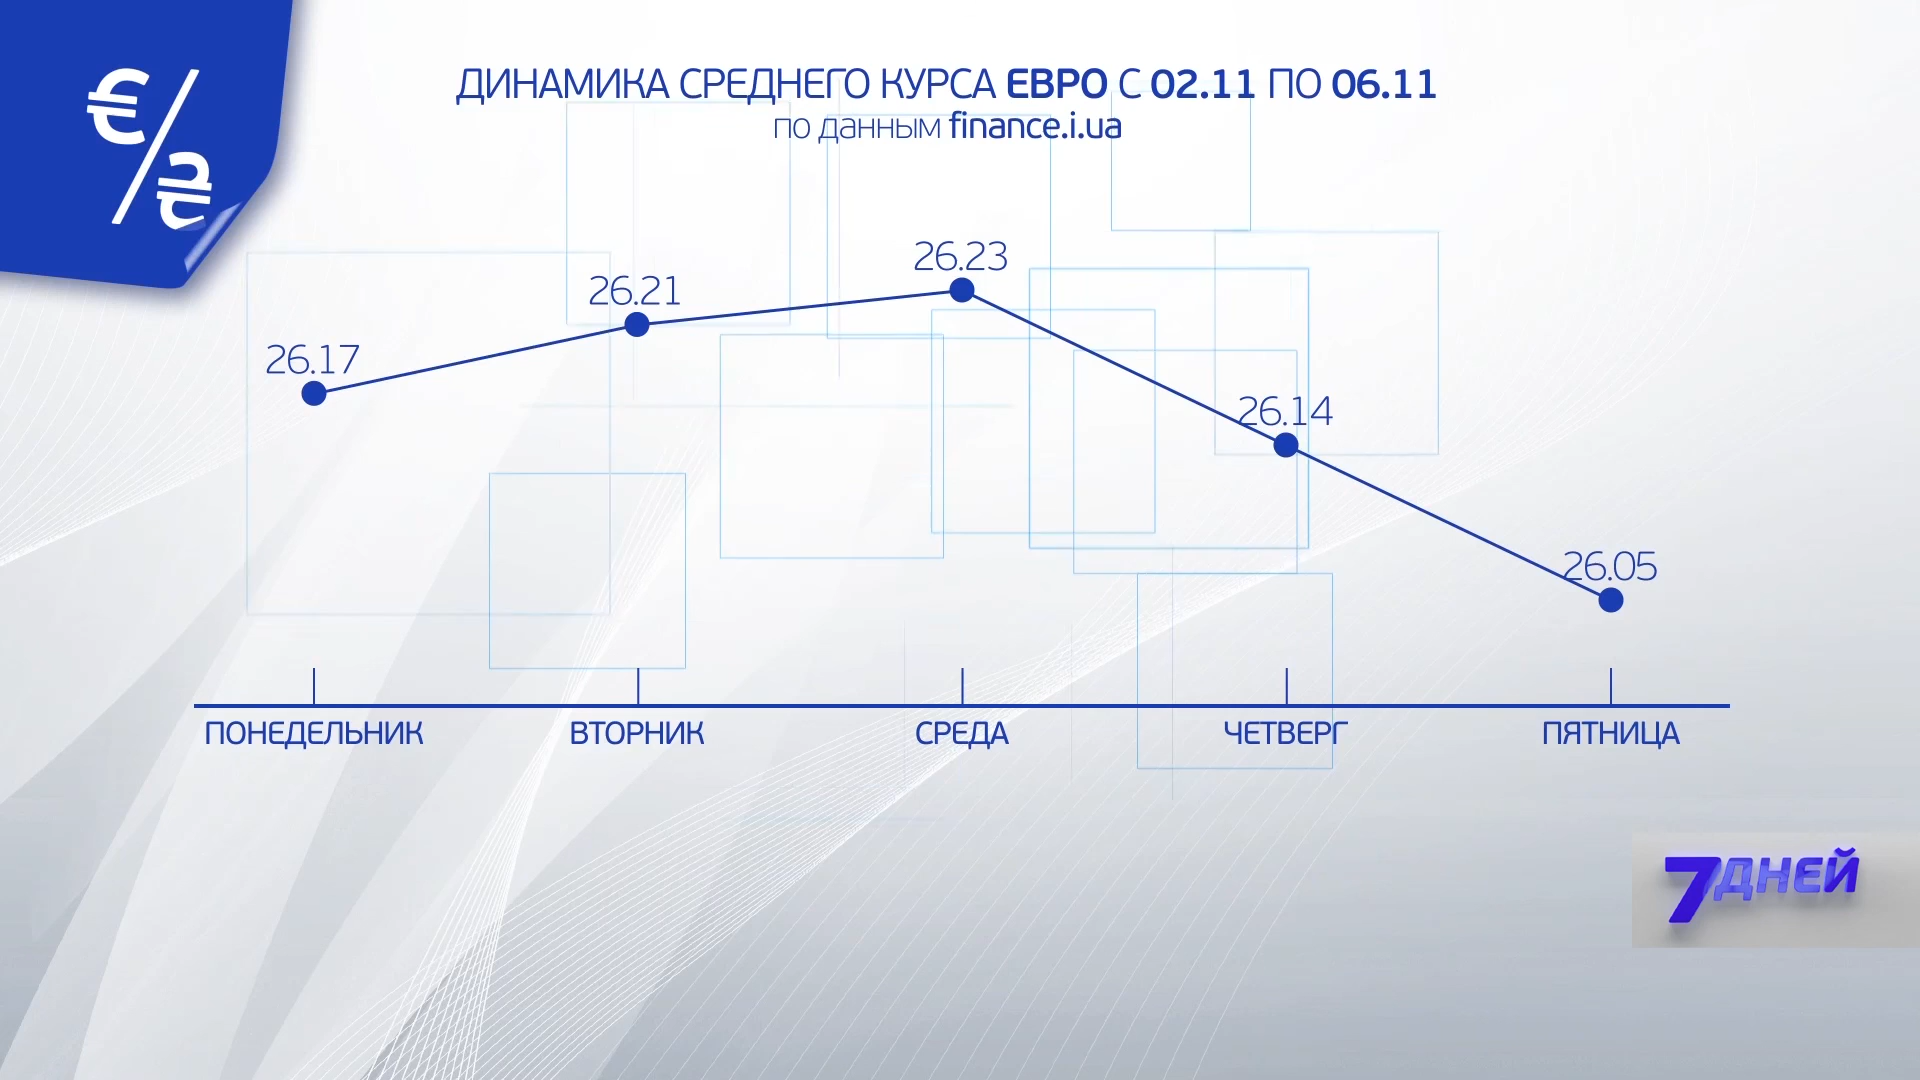 €/₴
ДИНАМИКА СРЕДНЕГО КУРСА ЕВРО С 02.11 ПО 06.11
по данным finance.i.ua
26.17
26.21
26.23
26.14
26.05
ПОНЕДЕЛЬНИК ВТОРНИК СРЕДА ЧЕТВЕРГ ПЯТНИЦА
7ДНЕЙ